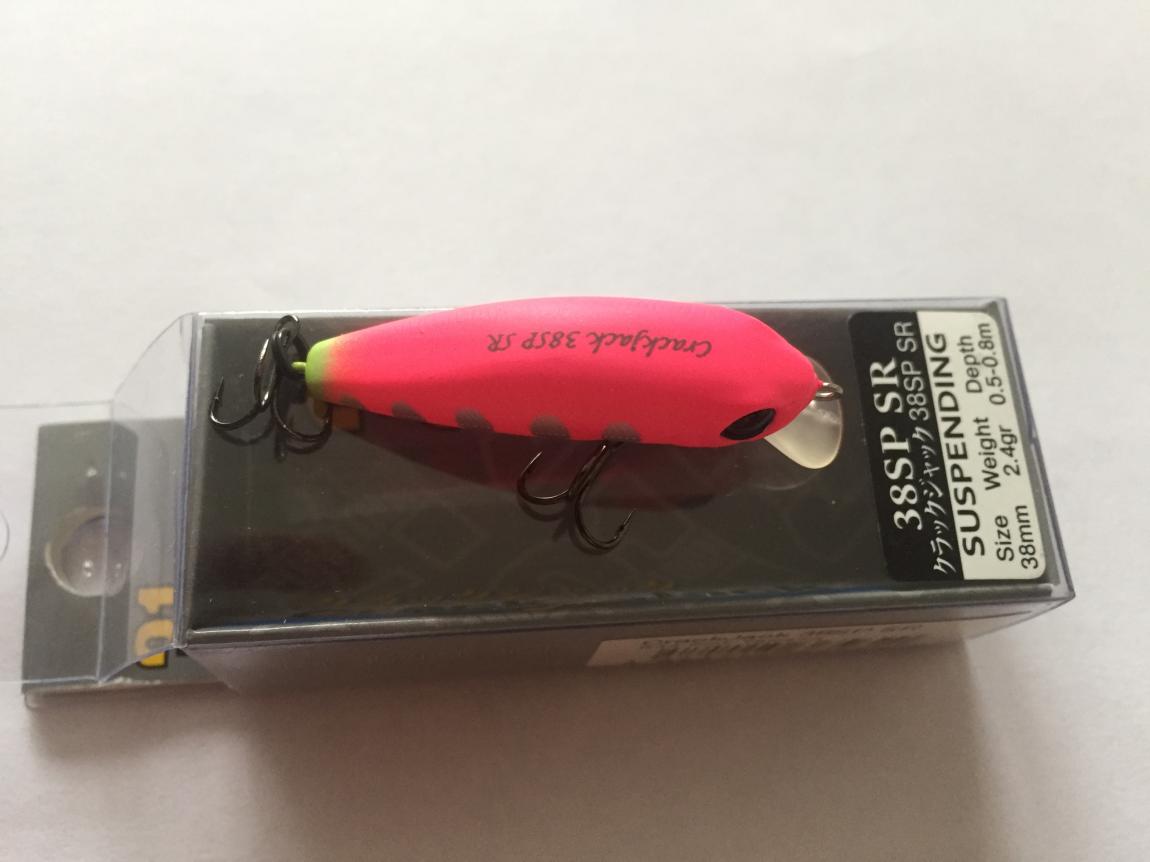 Crackjack 38SP SR
38SP SR
クラックジャック 38SP SR
SUSPENDING
Size Weight Depth
38mm 2.4gr 0.5-0.8m